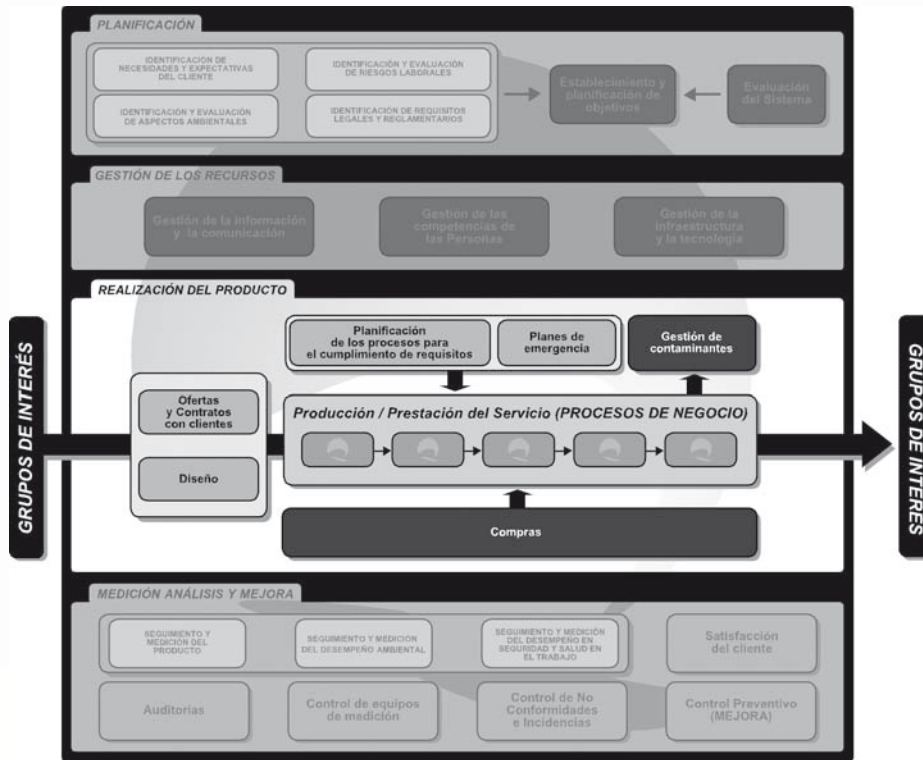 PLANIFICACIÓN
IDENTIFICACIÓN DE
NECESIDADES Y EXPECTATIVAS
DEL CLIENTE
IDENTIFICACIÓN Y EVALUACIÓN
DE RIESGOS LABORALES
IDENTIFICACIÓN Y EVALUACIÓN
DE ASPECTOS AMBIENTALES
IDENTIFICACIÓN DE REQUISITOS
LEGALES Y REGLAMENTARIOS
Establecimiento y
planificación de
objetivos
Evaluación
del Sistema
GESTIÓN DE LOS RECURSOS
Gestión de la información
y la comunicación
Gestión de las
competencias de
las Personas
Gestión de la
infraestructura
y la tecnología
REALIZACIÓN DEL PRODUCTO
GRUPOS DE INTERÉS
Planificación
de los procesos para
el cumplimiento de requisitos
Planes de
emergencia
Gestión de
contaminantes
Ofertas
y Contratos
con clientes
Diseño
Producción / Prestación del Servicio (PROCESOS DE NEGOCIO)
Compras
GRUPOS DE INTERÉS
MEDICIÓN ANÁLISIS Y MEJORA
SEGUIMIENTO Y
MEDICIÓN DEL
PRODUCTO
SEGUIMIENTO Y MEDICIÓN
DEL DESEMPEÑO AMBIENTAL
SEGUIMIENTO Y MEDICIÓN
DEL DESEMPEÑO EN
SEGURIDAD Y SALUD EN
EL TRABAJO
Satisfacción
del cliente
Auditorías
Control de equipos
de medición
Control de No
Conformidades
e Incidencias
Control Preventivo
(MEJORA)